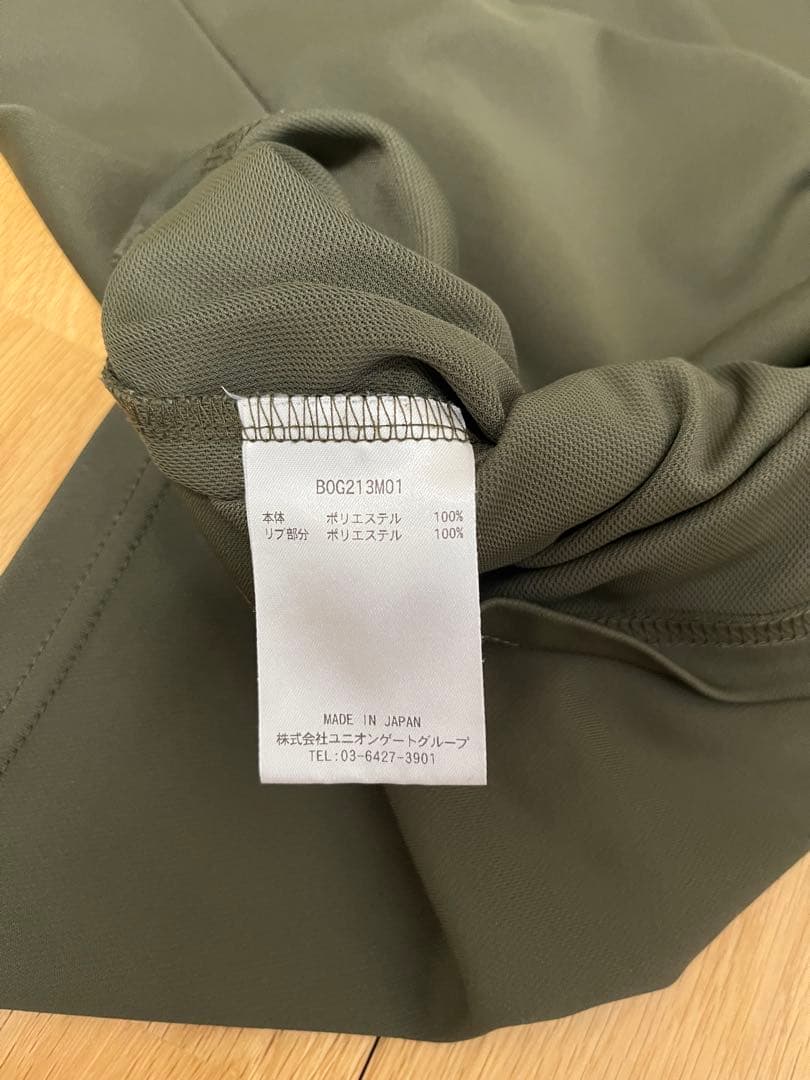 BOG213M01
本体 ポリエステル 100%
リブ部分 ポリエステル 100%
MADE IN JAPAN
株式会社ユニオンゲートグループ
TEL:03-6427-3901